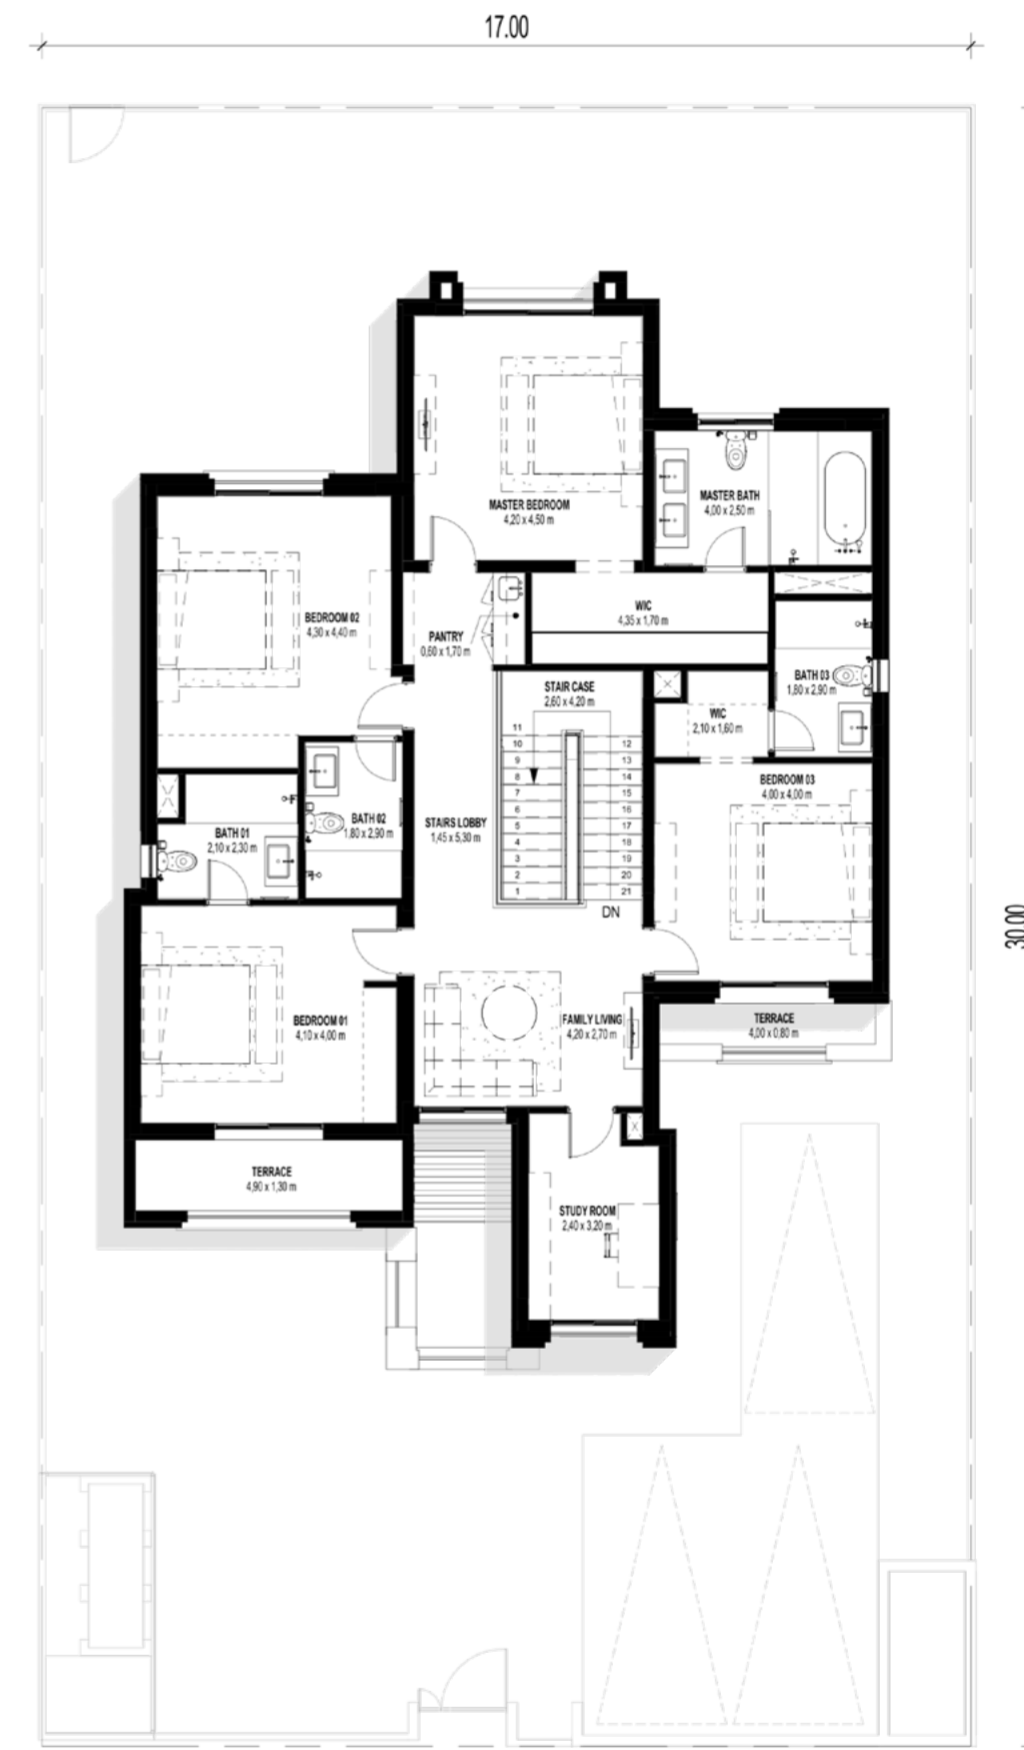 17.00
MASTER BEDROOM
4,20 x 4,50 m
MASTER BATH
4,00 x 2,50 m
BEDROOM 02
4,30 x 4,40 m
PANTRY
0,60 x 1,70 m
WIC
4,35 x 1,70 m
STAIR CASE
2,60 x 4,20 m
BATH 03
1,80 x 2,90 m
WIC
2,10 x 1,60 m
11
10
9
8
7
6
5
4
3
2
1
12
13
14
15
16
17
18
19
20
21
DN
BEDROOM 03
4,00 x 4,00 m
STAIRS LOBBY
1,45 x 5,30 m
BATH 02
1,80 x 2,90 m
BATH 01
2,10 x 2,30 m
30.00
BEDROOM 01
4,10 x 4,00 m
FAMILY LIVING
4,20 x 2,70 m
TERRACE
4,00 x 0,80 m
TERRACE
4,90 x 1,30 m
STUDY ROOM
2,40 x 3,20 m